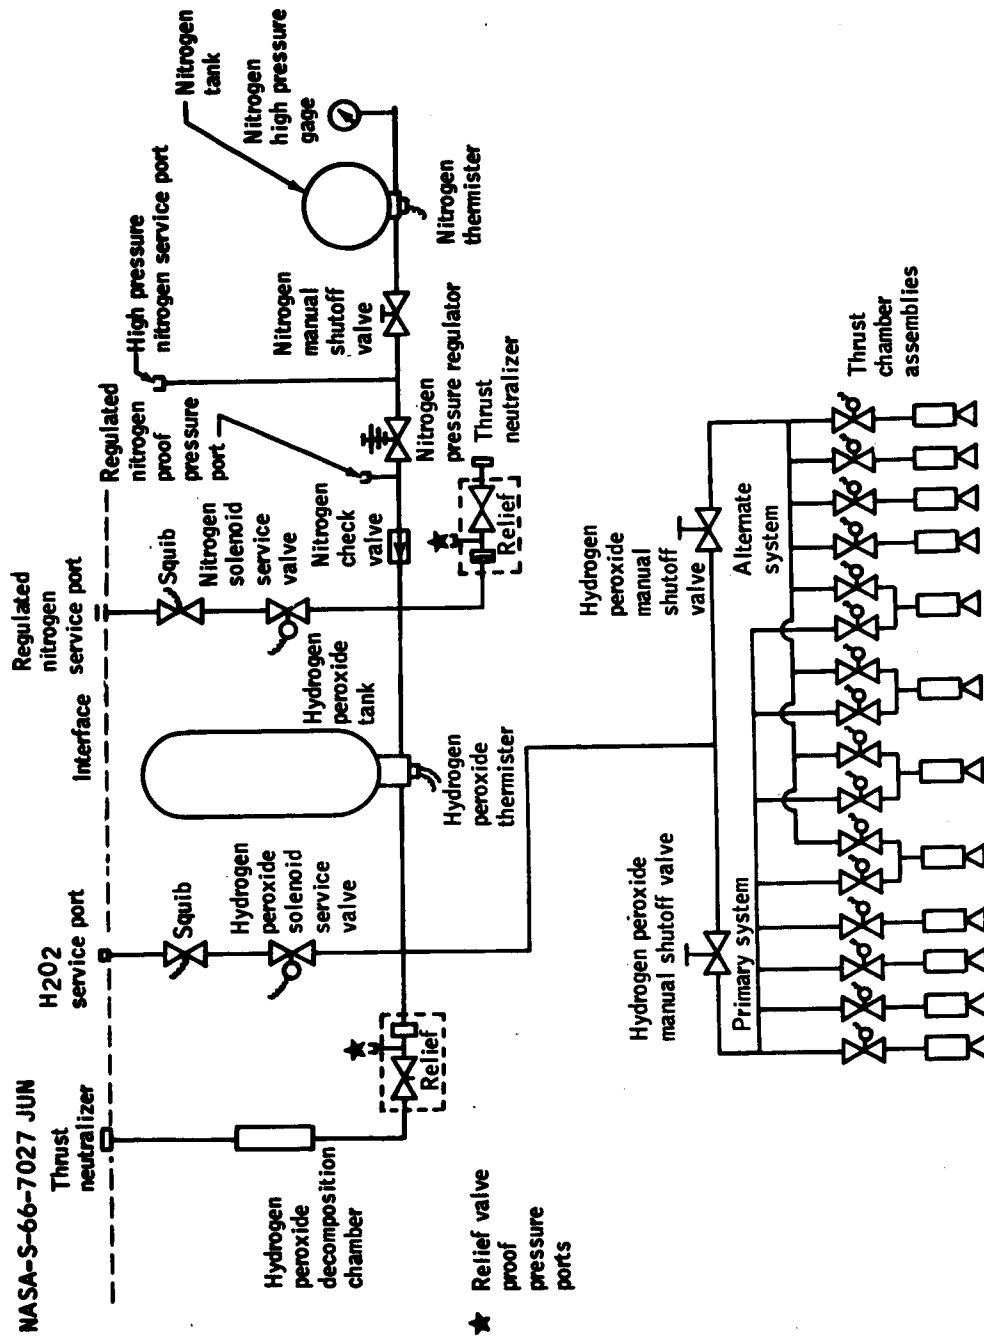 NASA-S-66-7027 JUN
Thrust
neutralizer
H2O2
service port
Interface
Regulated
nitrogen
service port
Regulated
nitrogen
proof
pressure
port
High pressure
nitrogen service port
Nitrogen
tank
Nitrogen
high pressure
gage
Squib
Hydrogen
peroxide
solenoid
service
valve
Squib
Nitrogen
solenoid
service
valve
Nitrogen
check
valve
Nitrogen
manual
shutoff
valve
Hydrogen
peroxide
tank
Hydrogen
peroxide
decomposition
chamber
Relief
Hydrogen
peroxide
thermister
Relief
Nitrogen
pressure regulator
Thrust
neutralizer
Nitrogen
thermister
★ Relief valve
proof
pressure
ports
Hydrogen peroxide
manual shutoff valve
Hydrogen
peroxide
manual
shutoff
valve
Primary system
Alternate
system
Thrust
chamber
assemblies